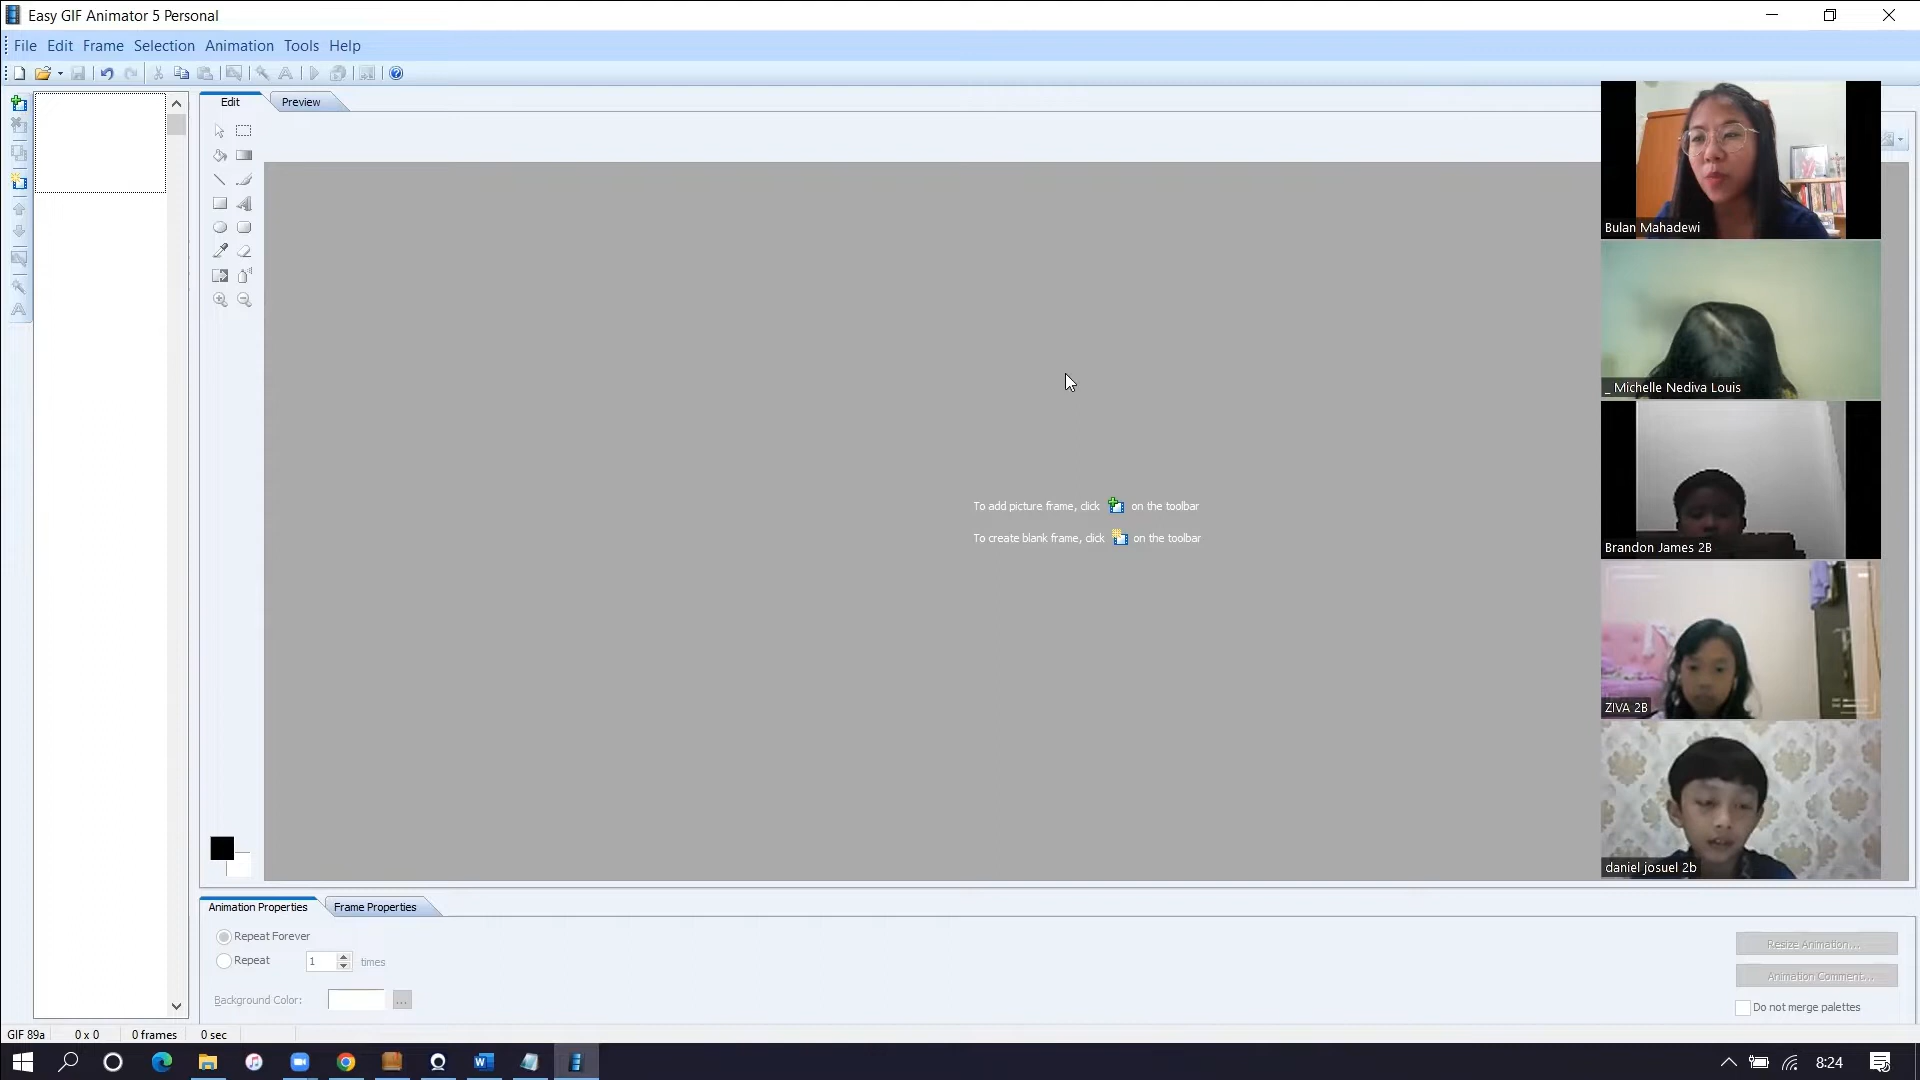 Easy GIF Animator 5 Personal
File Edit Frame Selection Animation Tools Help
Edit Preview
To add picture frame, click on the toolbar
To create blank frame, click on the toolbar
Bulan Mahadewi
_ Michelle Nediva Louis
Brandon James 2B
ZIVA 2B
daniel josuel 2b
Animation Properties Frame Properties
Repeat Forever
Repeat 1 times
Background Color: ...
Resize Animation...
Animation Comment...
Do not merge palettes
GIF 89a 0 x 0 0 frames 0 sec
8:24